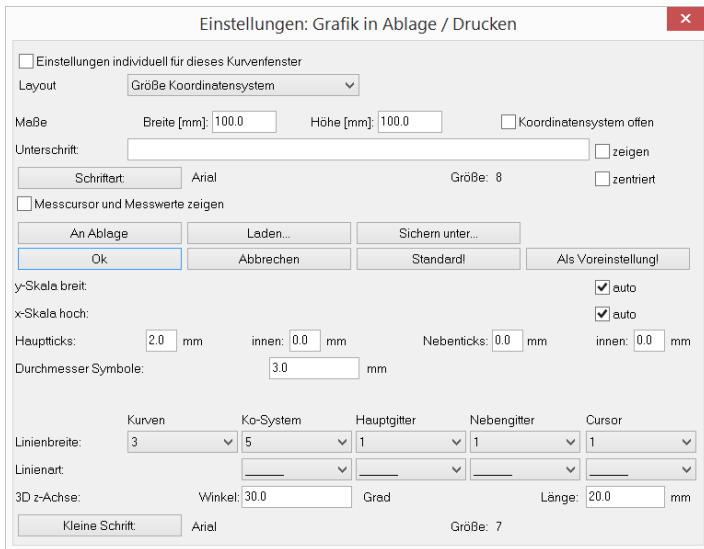 Einstellungen: Grafik in Ablage / Drucken
Einstellungen individuell für dieses Kurvenfenster
Layout Größe Koordinatensystem
Maße Breite [mm]: 100.0 Höhe [mm]: 100.0 Koordinatensystem offen
Unterschrift: zeigen
Schriftart: Arial Größe: 8 zentriert
Messcursor und Messwerte zeigen
An Ablage Laden... Sichern unter...
Ok Abbrechen Standard! Als Voreinstellung!
y-Skala breit: auto
x-Skala hoch: auto
Hauptticks: 2.0 mm innen: 0.0 mm Nebenticks: 0.0 mm innen: 0.0 mm
Durchmesser Symbole: 3.0 mm
Kurven Ko-System Hauptgitter Nebengitter Cursor
Linienbreite: 3 5 1 1 1
Linienart:
3D z-Achse: Winkel: 30.0 Grad Länge: 20.0 mm
Kleine Schrift: Arial Größe: 7